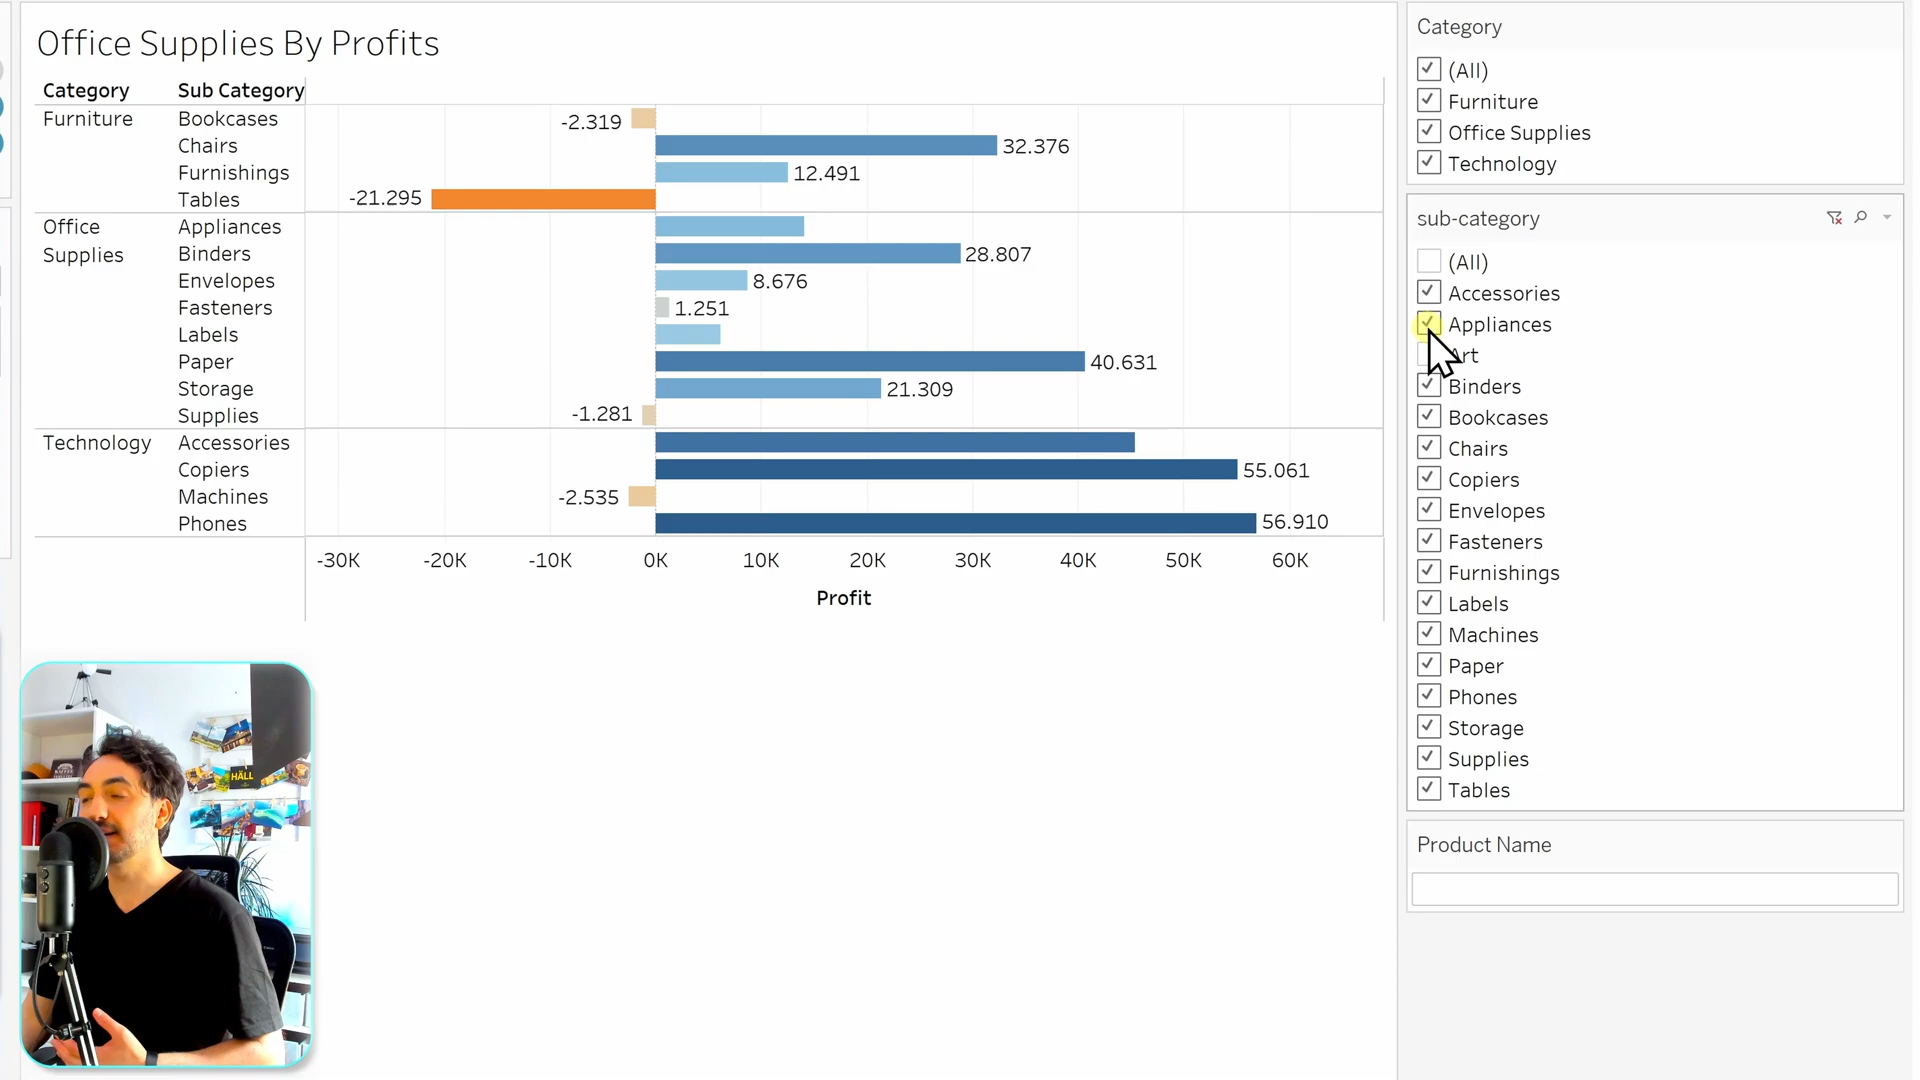 Office Supplies By Profits
Category Sub Category
Furniture Bookcases -2.319
Chairs 32.376
Furnishings 12.491
Tables -21.295
Office Supplies Appliances
Binders 28.807
Envelopes 8.676
Fasteners 1.251
Labels
Paper 40.631
Storage 21.309
Supplies -1.281
Technology Accessories
Copiers 55.061
Machines -2.535
Phones 56.910
-30K -20K -10K 0K 10K 20K 30K 40K 50K 60K
Profit
Category
(All)
Furniture
Office Supplies
Technology
sub-category
(All)
Accessories
Appliances
Art
Binders
Bookcases
Chairs
Copiers
Envelopes
Fasteners
Furnishings
Labels
Machines
Paper
Phones
Storage
Supplies
Tables
Product Name
HÄLL